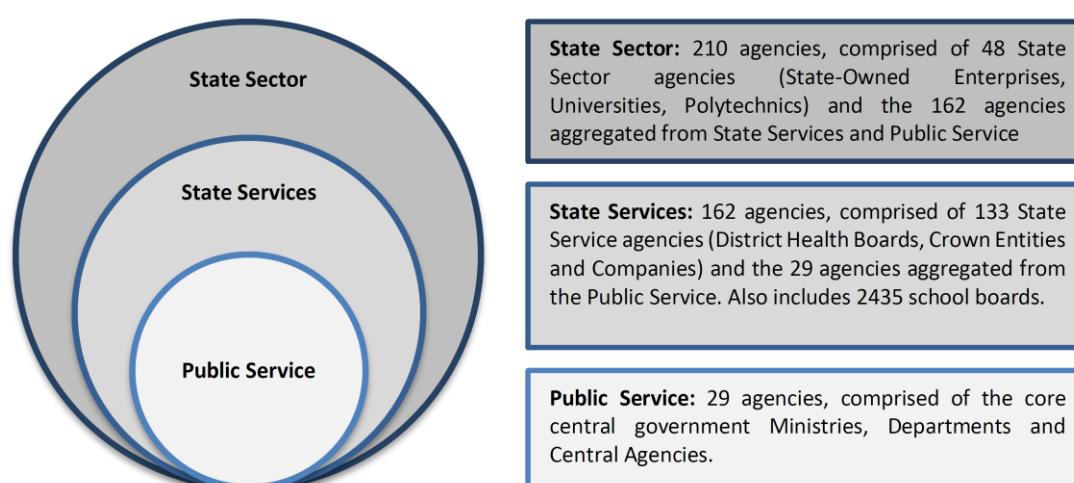 State Sector
State Services
Public Service
State Sector: 210 agencies, comprised of 48 State
Sector agencies (State-Owned Enterprises,
Universities, Polytechnics) and the 162 agencies
aggregated from State Services and Public Service
State Services: 162 agencies, comprised of 133 State
Service agencies (District Health Boards, Crown Entities
and Companies) and the 29 agencies aggregated from
the Public Service. Also includes 2435 school boards.
Public Service: 29 agencies, comprised of the core
central government Ministries, Departments and
Central Agencies.